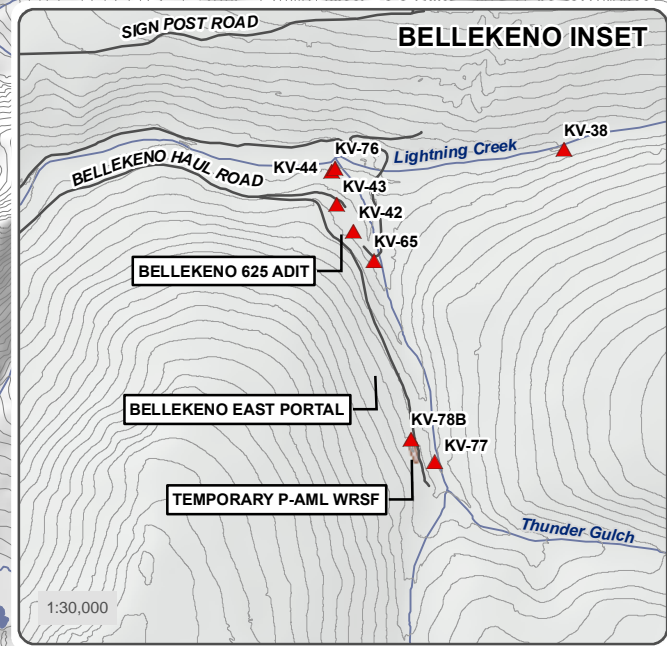 SIGN POST ROAD
BELLEKENO INSET
KV-38
KV-76
Lightning Creek
KV-44
BELLEKENO HAUL ROAD
KV-43
KV-42
KV-65
BELLEKENO 625 ADIT
BELLEKENO EAST PORTAL
KV-78B
KV-77
TEMPORARY P-AML WRSF
Thunder Gulch
1:30,000